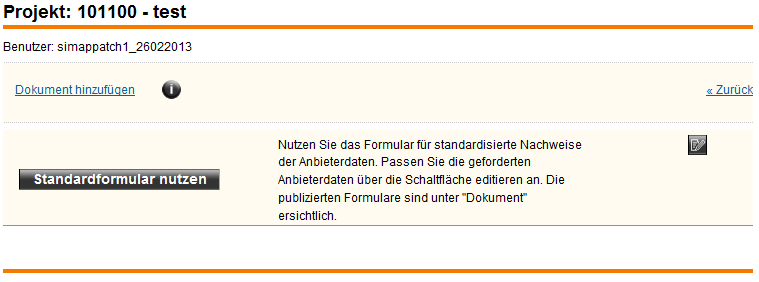 Projekt: 101100 - test
Benutzer: simappatch1_26022013
Dokument hinzufügen
i
« Zurück
Nutzen Sie das Formular für standardisierte Nachweise
der Anbieterdaten. Passen Sie die geforderten
Standardformular nutzen
Anbieterdaten über die Schaltfläche editieren an. Die
publizierten Formulare sind unter "Dokument"
ersichtlich.